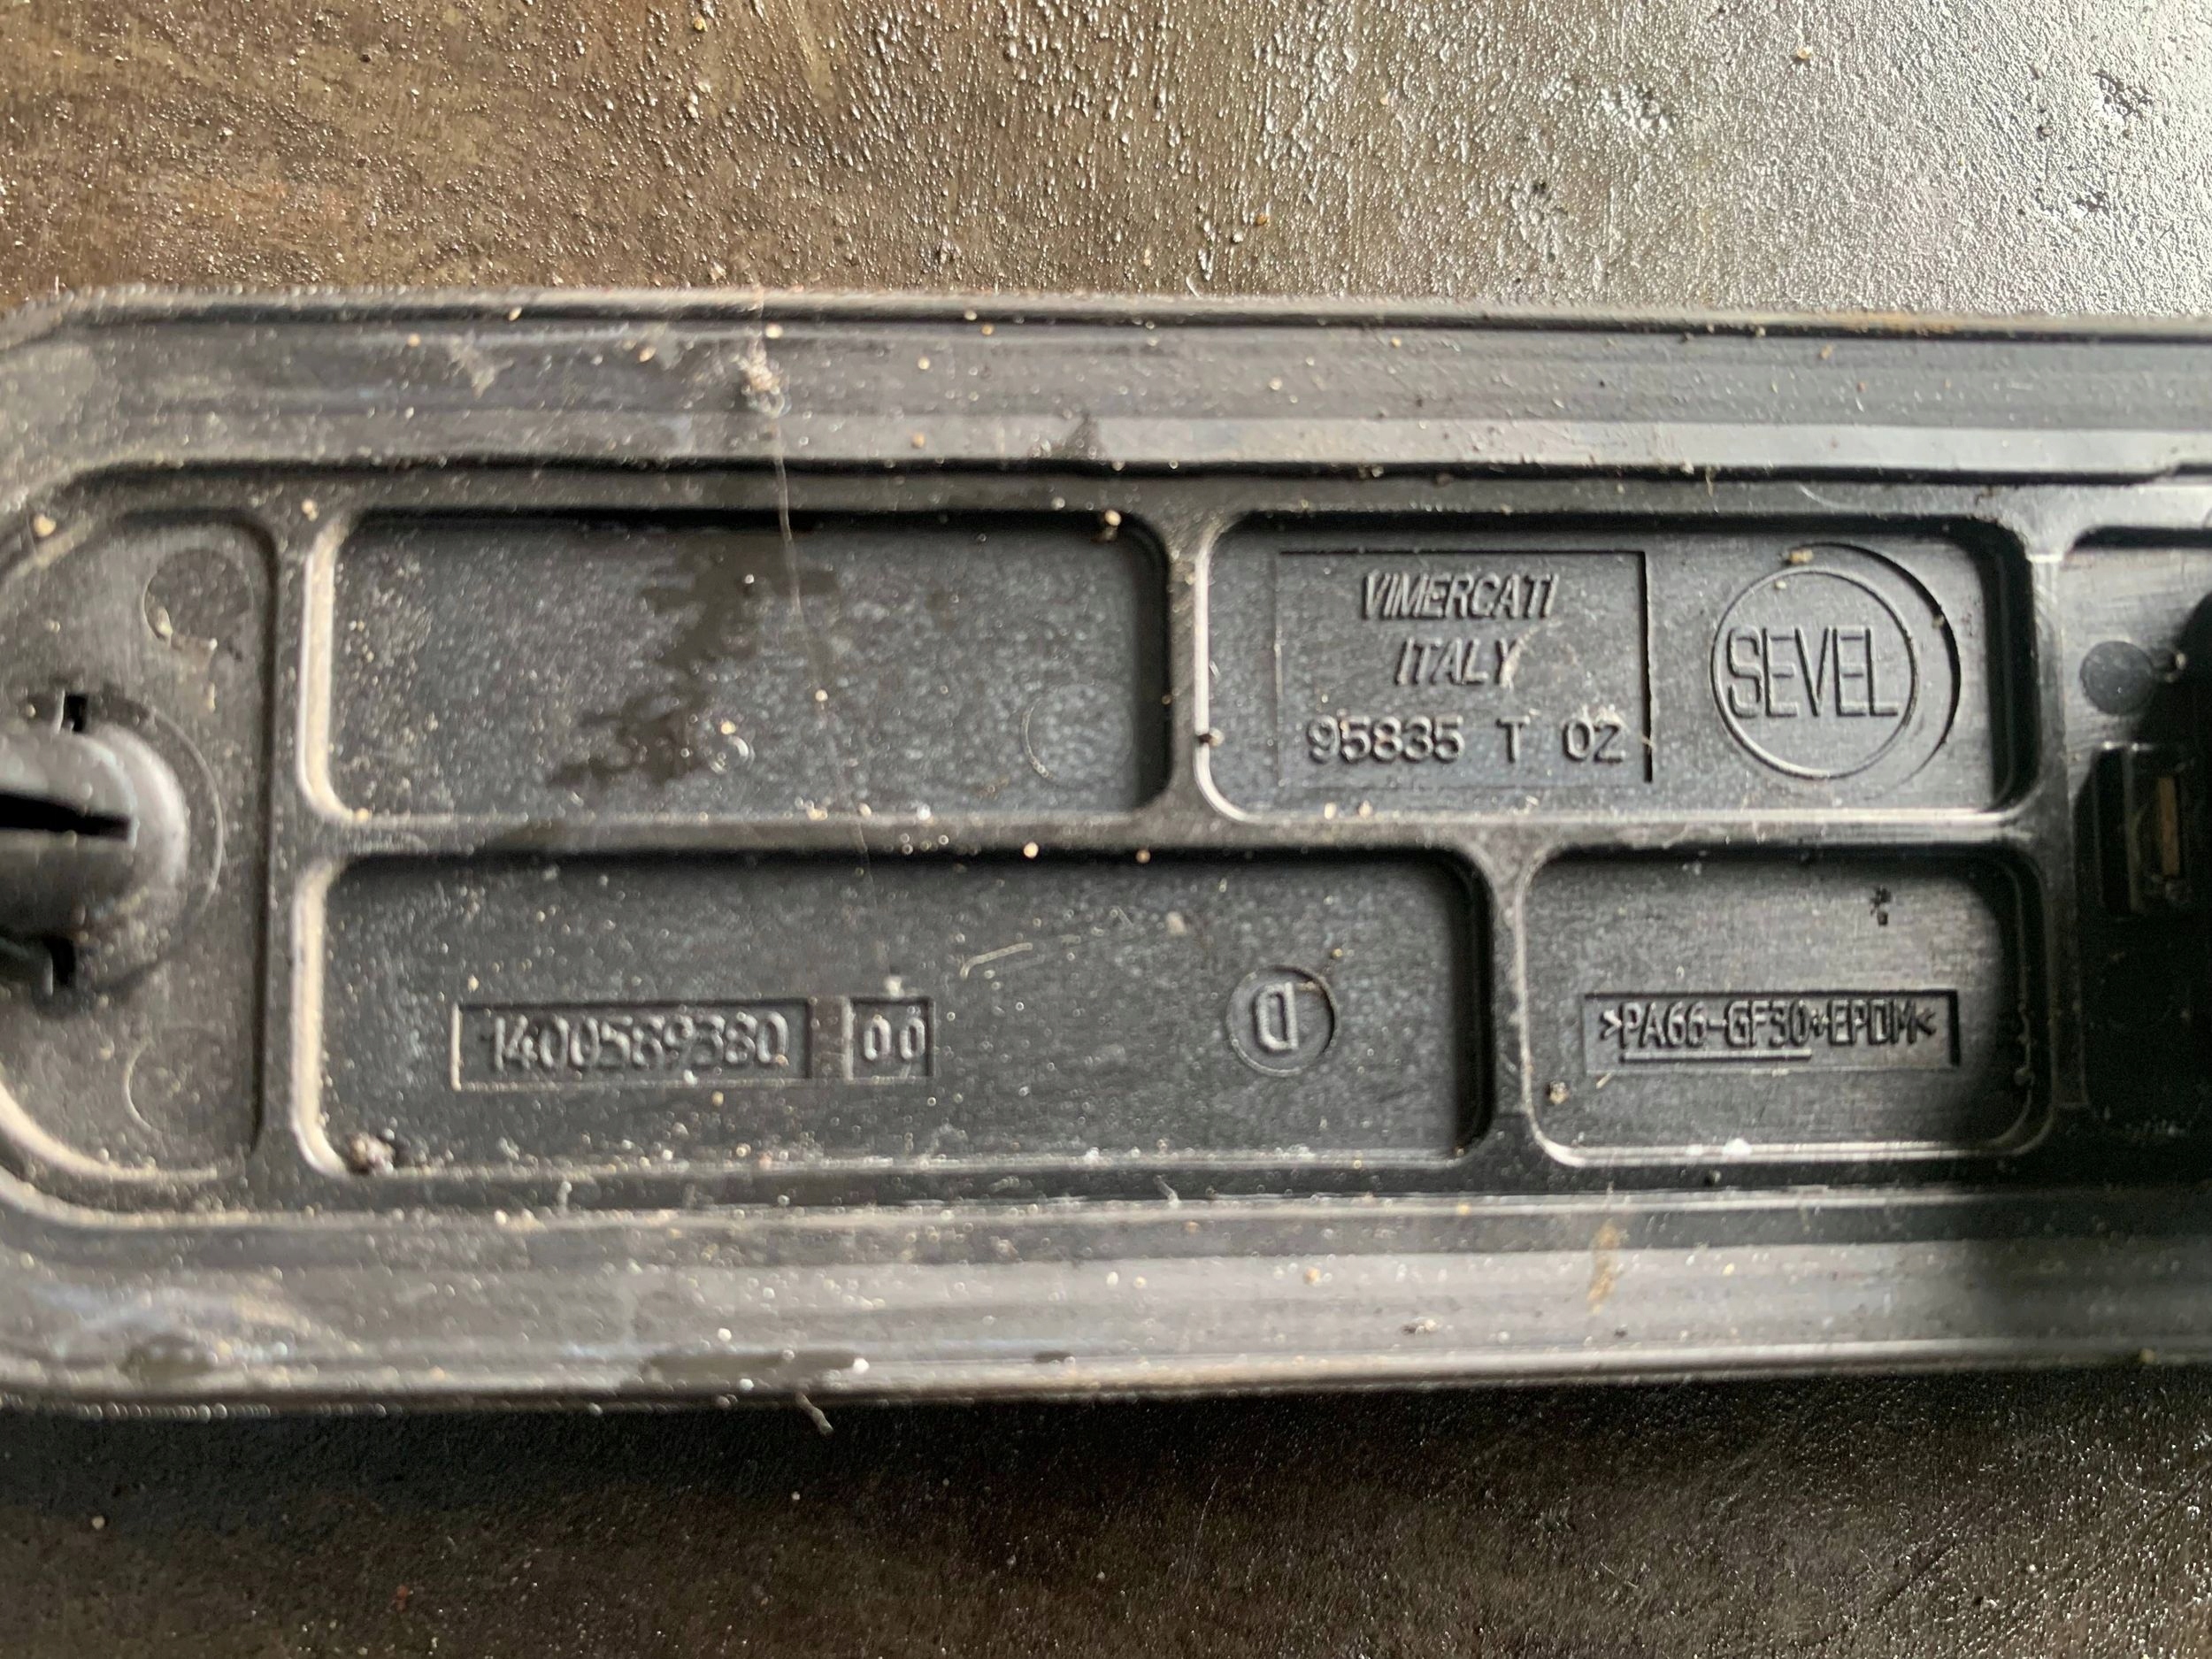 VIMERCATI
ITALY
95835 T 02
SEVEL
1400589380 00
D
>PA66-GF30+EPDM<